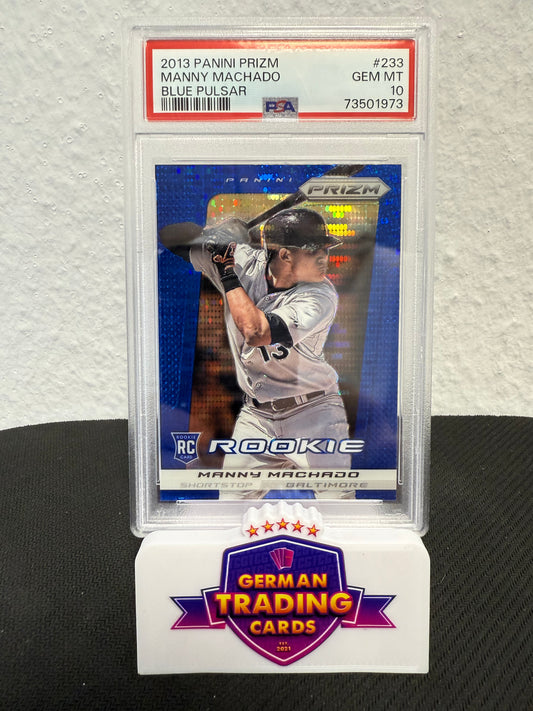 2013 PANINI PRIZM #233
MANNY MACHADO GEM MT
BLUE PULSAR 10
PSA 73501973
PANINI
PRIZM
13
ROOKIE
RC
CARD
ROOKIE
MANNY MACHADO
SHORTSTOP BALTIMORE
GERMAN
TRADING
CARDS
EST.
2021